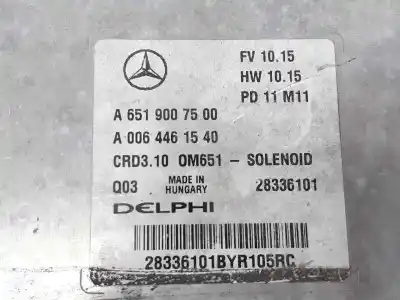 FV 10.15
HW 10.15
PD 11 M11
A 651 900 75 00
A 006 446 15 40
CRD3.10 OM651 - SOLENOID
Q03 MADE IN HUNGARY 28336101
DELPHI
28336101BYR105RC